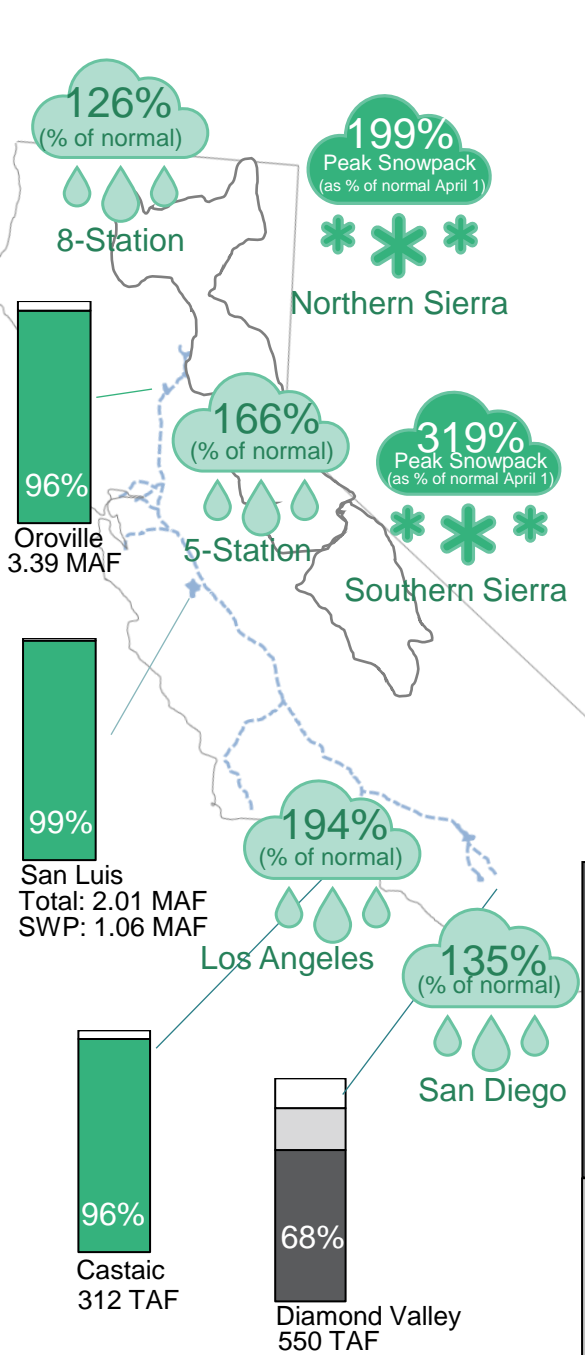 126%
(% of normal)
8-Station
199%
Peak Snowpack
(as % of normal April 1)
Northern Sierra
96%
Oroville
3.39 MAF
166%
(% of normal)
5-Station
319%
Peak Snowpack
(as % of normal April 1)
Southern Sierra
99%
San Luis
Total: 2.01 MAF
SWP: 1.06 MAF
194%
(% of normal)
Los Angeles
135%
(% of normal)
San Diego
96%
Castaic
312 TAF
68%
Diamond Valley
550 TAF